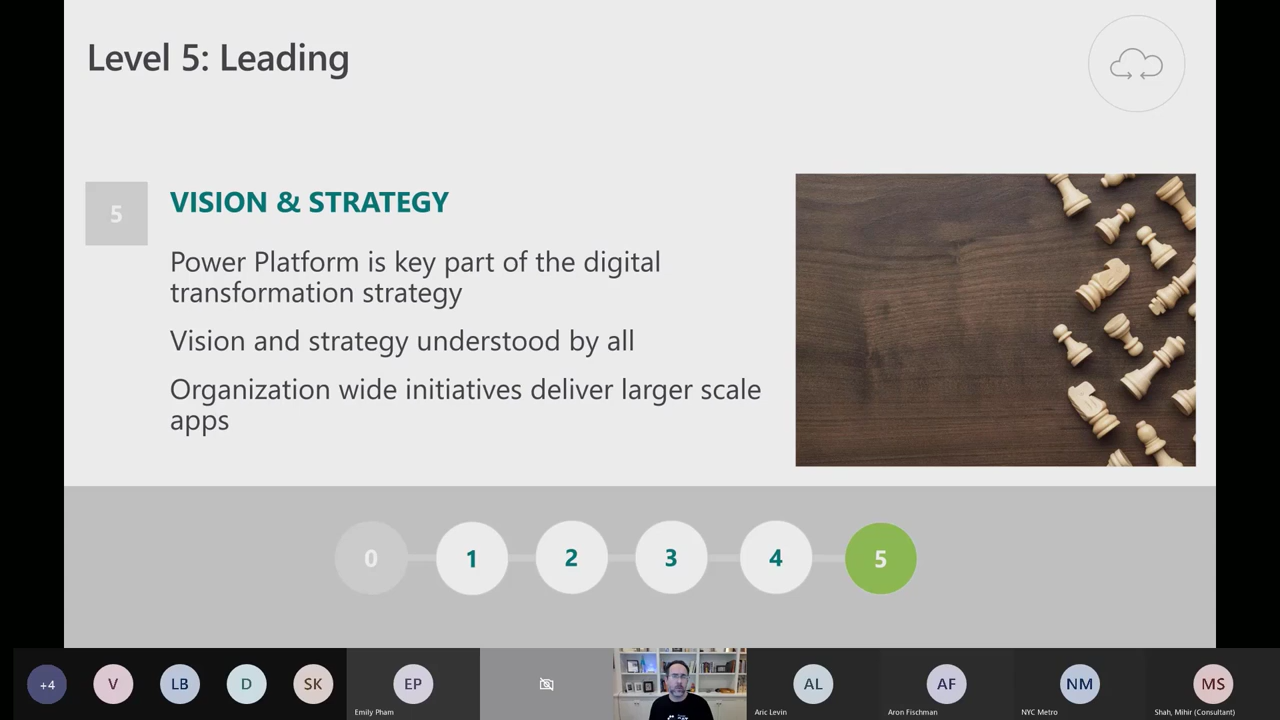 Level 5: Leading
5
VISION & STRATEGY
Power Platform is key part of the digital
transformation strategy
Vision and strategy understood by all
Organization wide initiatives deliver larger scale
apps
0 1 2 3 4 5
+4 V LB D SK EP AL AF NM MS
Emily Pham Aric Levin Aron Fischman NYC Metro Shah, Mihir (Consultant)